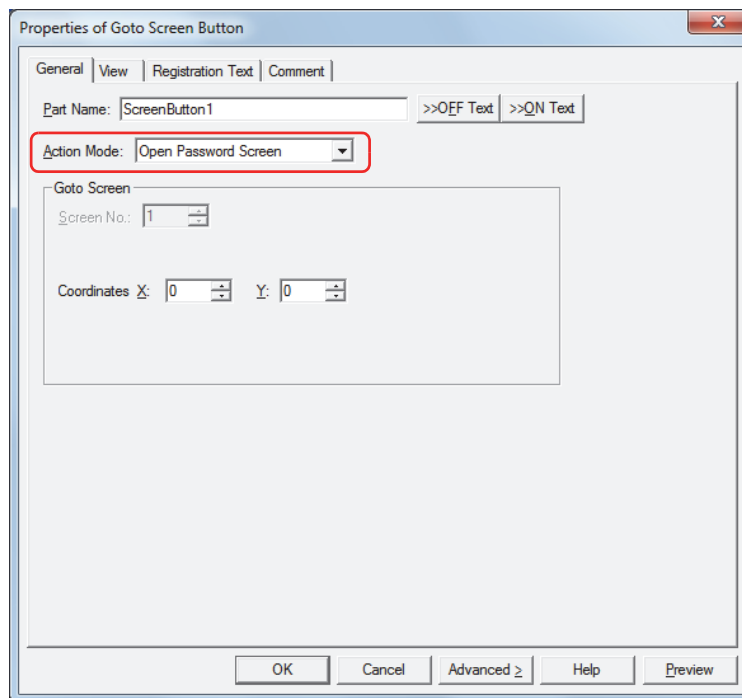 Properties of Goto Screen Button
General View Registration Text Comment
Part Name: ScreenButton1 >>OFF Text >>ON Text
Action Mode: Open Password Screen
Goto Screen
Screen No.: 1
Coordinates X: 0 Y: 0
OK Cancel Advanced > Help Preview